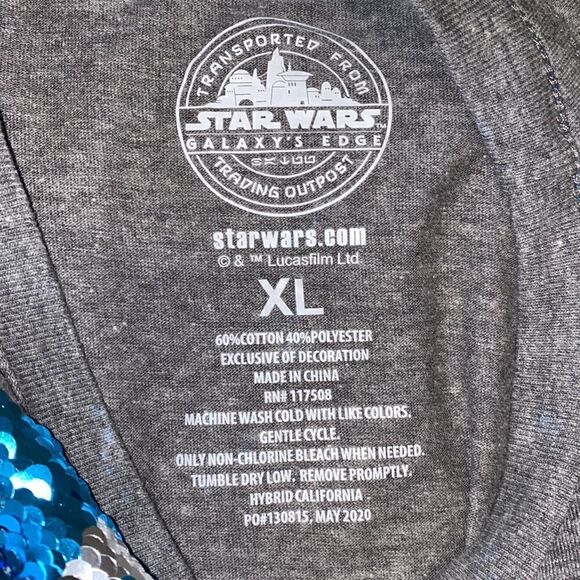 TRANSPORTED FROM
STAR WARS™
GALAXY'S EDGE
TRADING OUTPOST
starwars.com
© & ™ Lucasfilm Ltd.
XL
60%COTTON 40%POLYESTER
EXCLUSIVE OF DECORATION
MADE IN CHINA
RN# 117508
MACHINE WASH COLD WITH LIKE COLORS.
GENTLE CYCLE.
ONLY NON-CHLORINE BLEACH WHEN NEEDED.
TUMBLE DRY LOW. REMOVE PROMPTLY.
HYBRID CALIFORNIA
PO#130815, MAY 2020